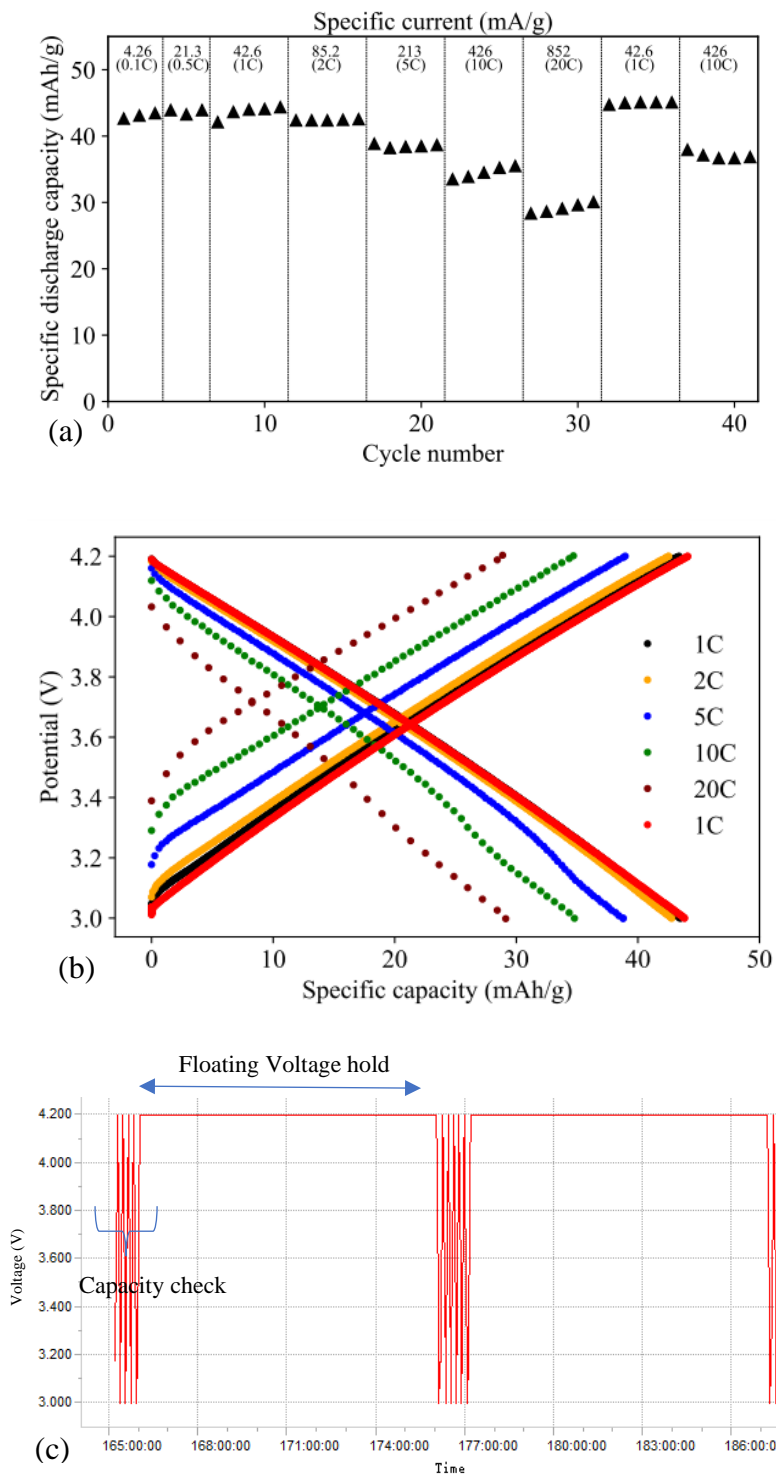 Specific current (mA/g)
4.26 21.3 42.6 85.2 213 426 852 42.6 426
(0.1C) (0.5C) (1C) (2C) (5C) (10C) (20C) (1C) (10C)
50
40
30
20
10
0
Specific discharge capacity (mAh/g)
0 10 20 30 40
Cycle number
(a)
4.2
4.0
3.8
3.6
3.4
3.2
3.0
Potential (V)
1C
2C
5C
10C
20C
1C
0 10 20 30 40 50
Specific capacity (mAh/g)
(b)
Floating Voltage hold
4.200
4.000
3.800
3.600
3.400
3.200
3.000
Voltage (V)
Capacity check
165:00:00 168:00:00 171:00:00 174:00:00 177:00:00 180:00:00 183:00:00 186:00:0
Time
(c)